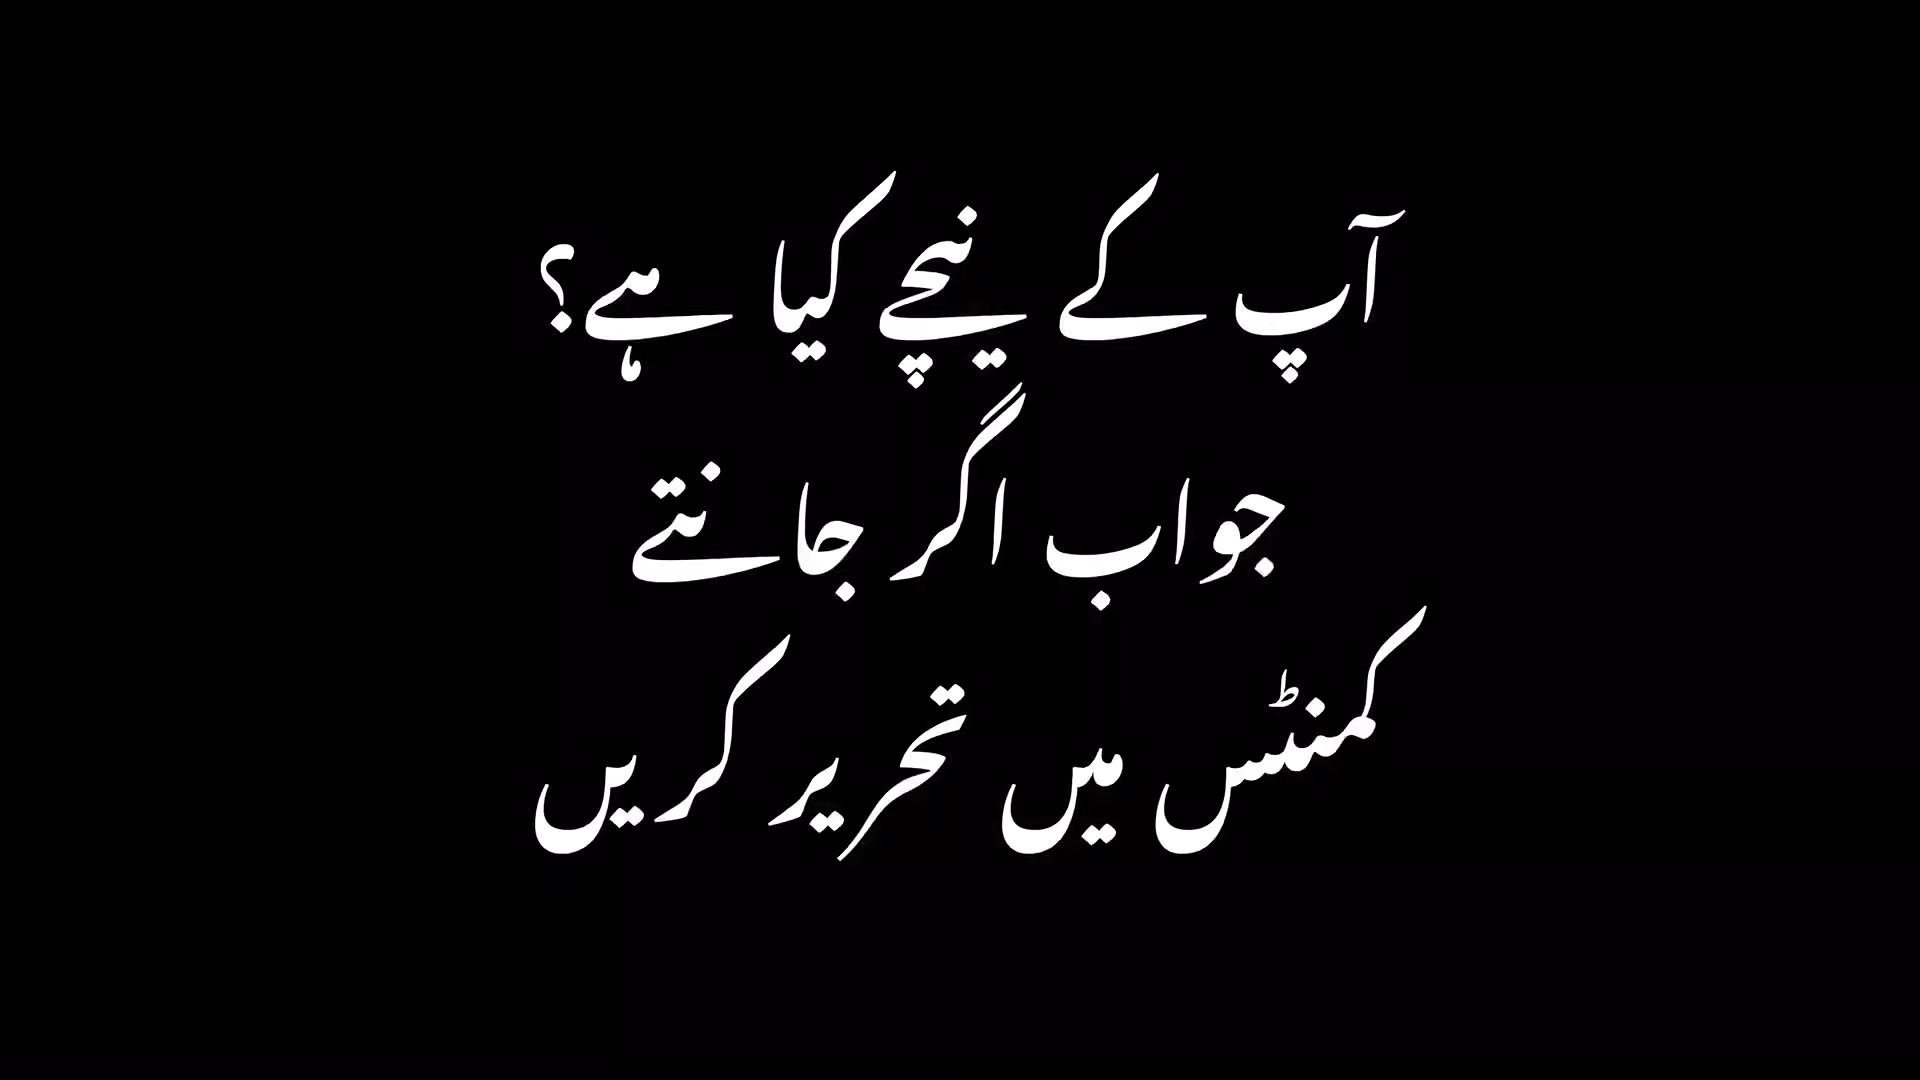 آپ کے نیچے کیا ہے؟
جواب اگر جانتے
کمنٹس میں تحریر کریں